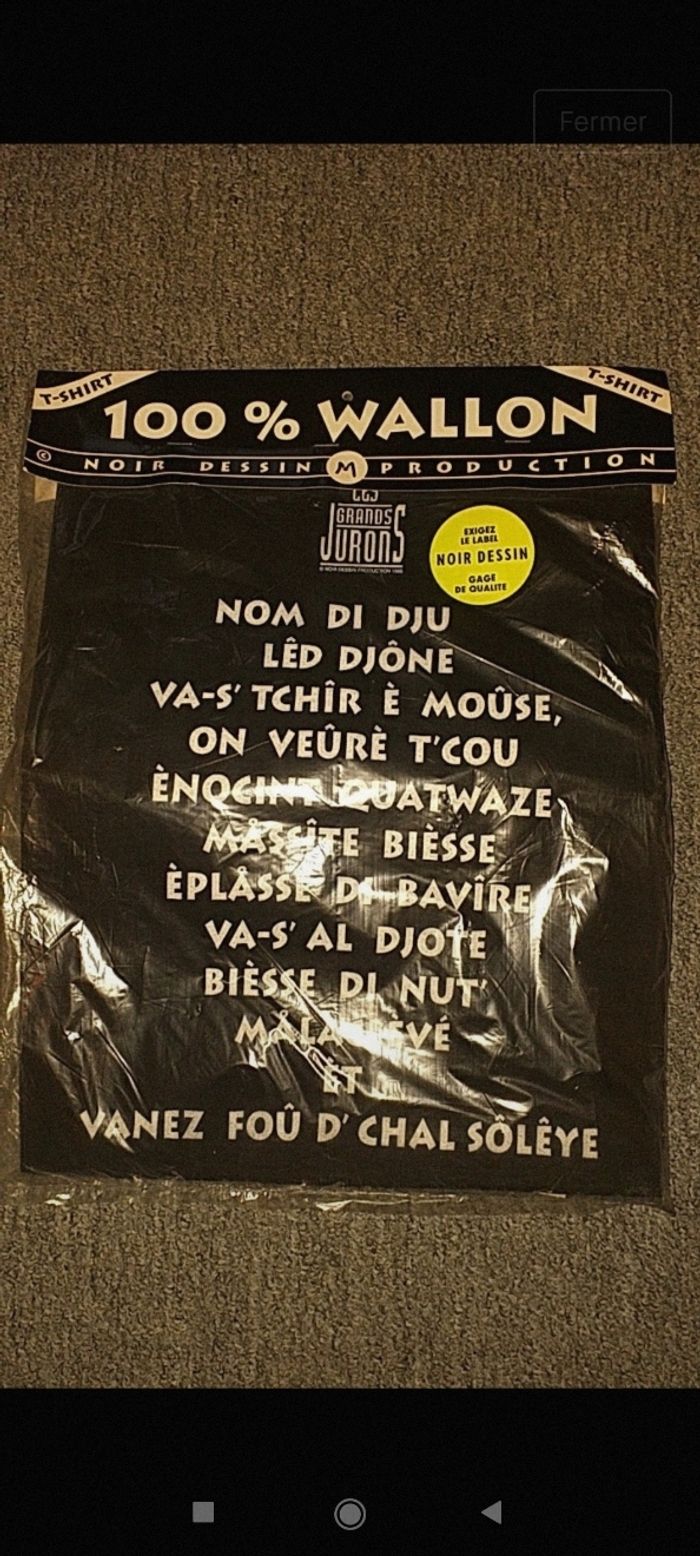 Fermer
T-SHIRT
T-SHIRT
100 % WALLON
© NOIR DESSIN M PRODUCTION
LES
GRANDS
JURONS
EXIGEZ
LE LABEL
NOIR DESSIN
GAGE
DE QUALITE
NOM DI DJU
LÊD DJÔNE
VA-S' TCHÎR È MOÛSE,
ON VEÛRÈ T'COU
ÈNOCINT QUATWAZE
MÅSSÎTE BIÈSSE
ÈPLÅSSE DI BAVÎRE
VA-S' AL DJOTE
BIÈSSE DI NUT'
ÈT
VANEZ FOÛ D' CHAL SÔLÊYE